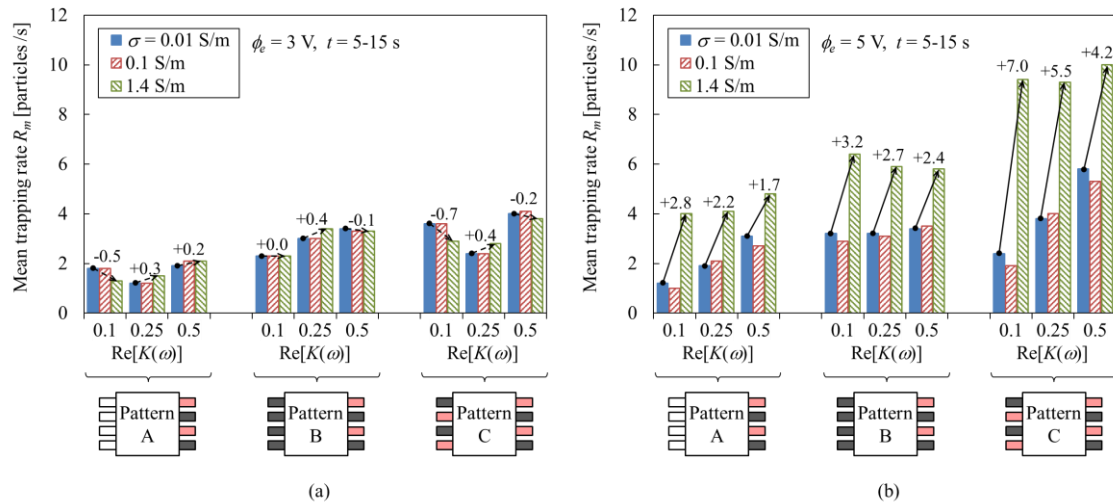 Mean trapping rate Rm [particles /s]
12
10
8
6
4
2
0
σ = 0.01 S/m
0.1 S/m
1.4 S/m
ϕe = 3 V, t = 5-15 s
-0.5
+0.3
+0.2
+0.0
+0.4
-0.1
-0.7
+0.4
-0.2
0.1 0.25 0.5
0.1 0.25 0.5
0.1 0.25 0.5
Re[K(ω)]
Re[K(ω)]
Re[K(ω)]
Pattern
A
Pattern
B
Pattern
C
(a)
Mean trapping rate Rm [particles /s]
12
10
8
6
4
2
0
σ = 0.01 S/m
0.1 S/m
1.4 S/m
ϕe = 5 V, t = 5-15 s
+2.8
+2.2
+1.7
+3.2
+2.7
+2.4
+7.0
+5.5
+4.2
0.1 0.25 0.5
0.1 0.25 0.5
0.1 0.25 0.5
Re[K(ω)]
Re[K(ω)]
Re[K(ω)]
Pattern
A
Pattern
B
Pattern
C
(b)